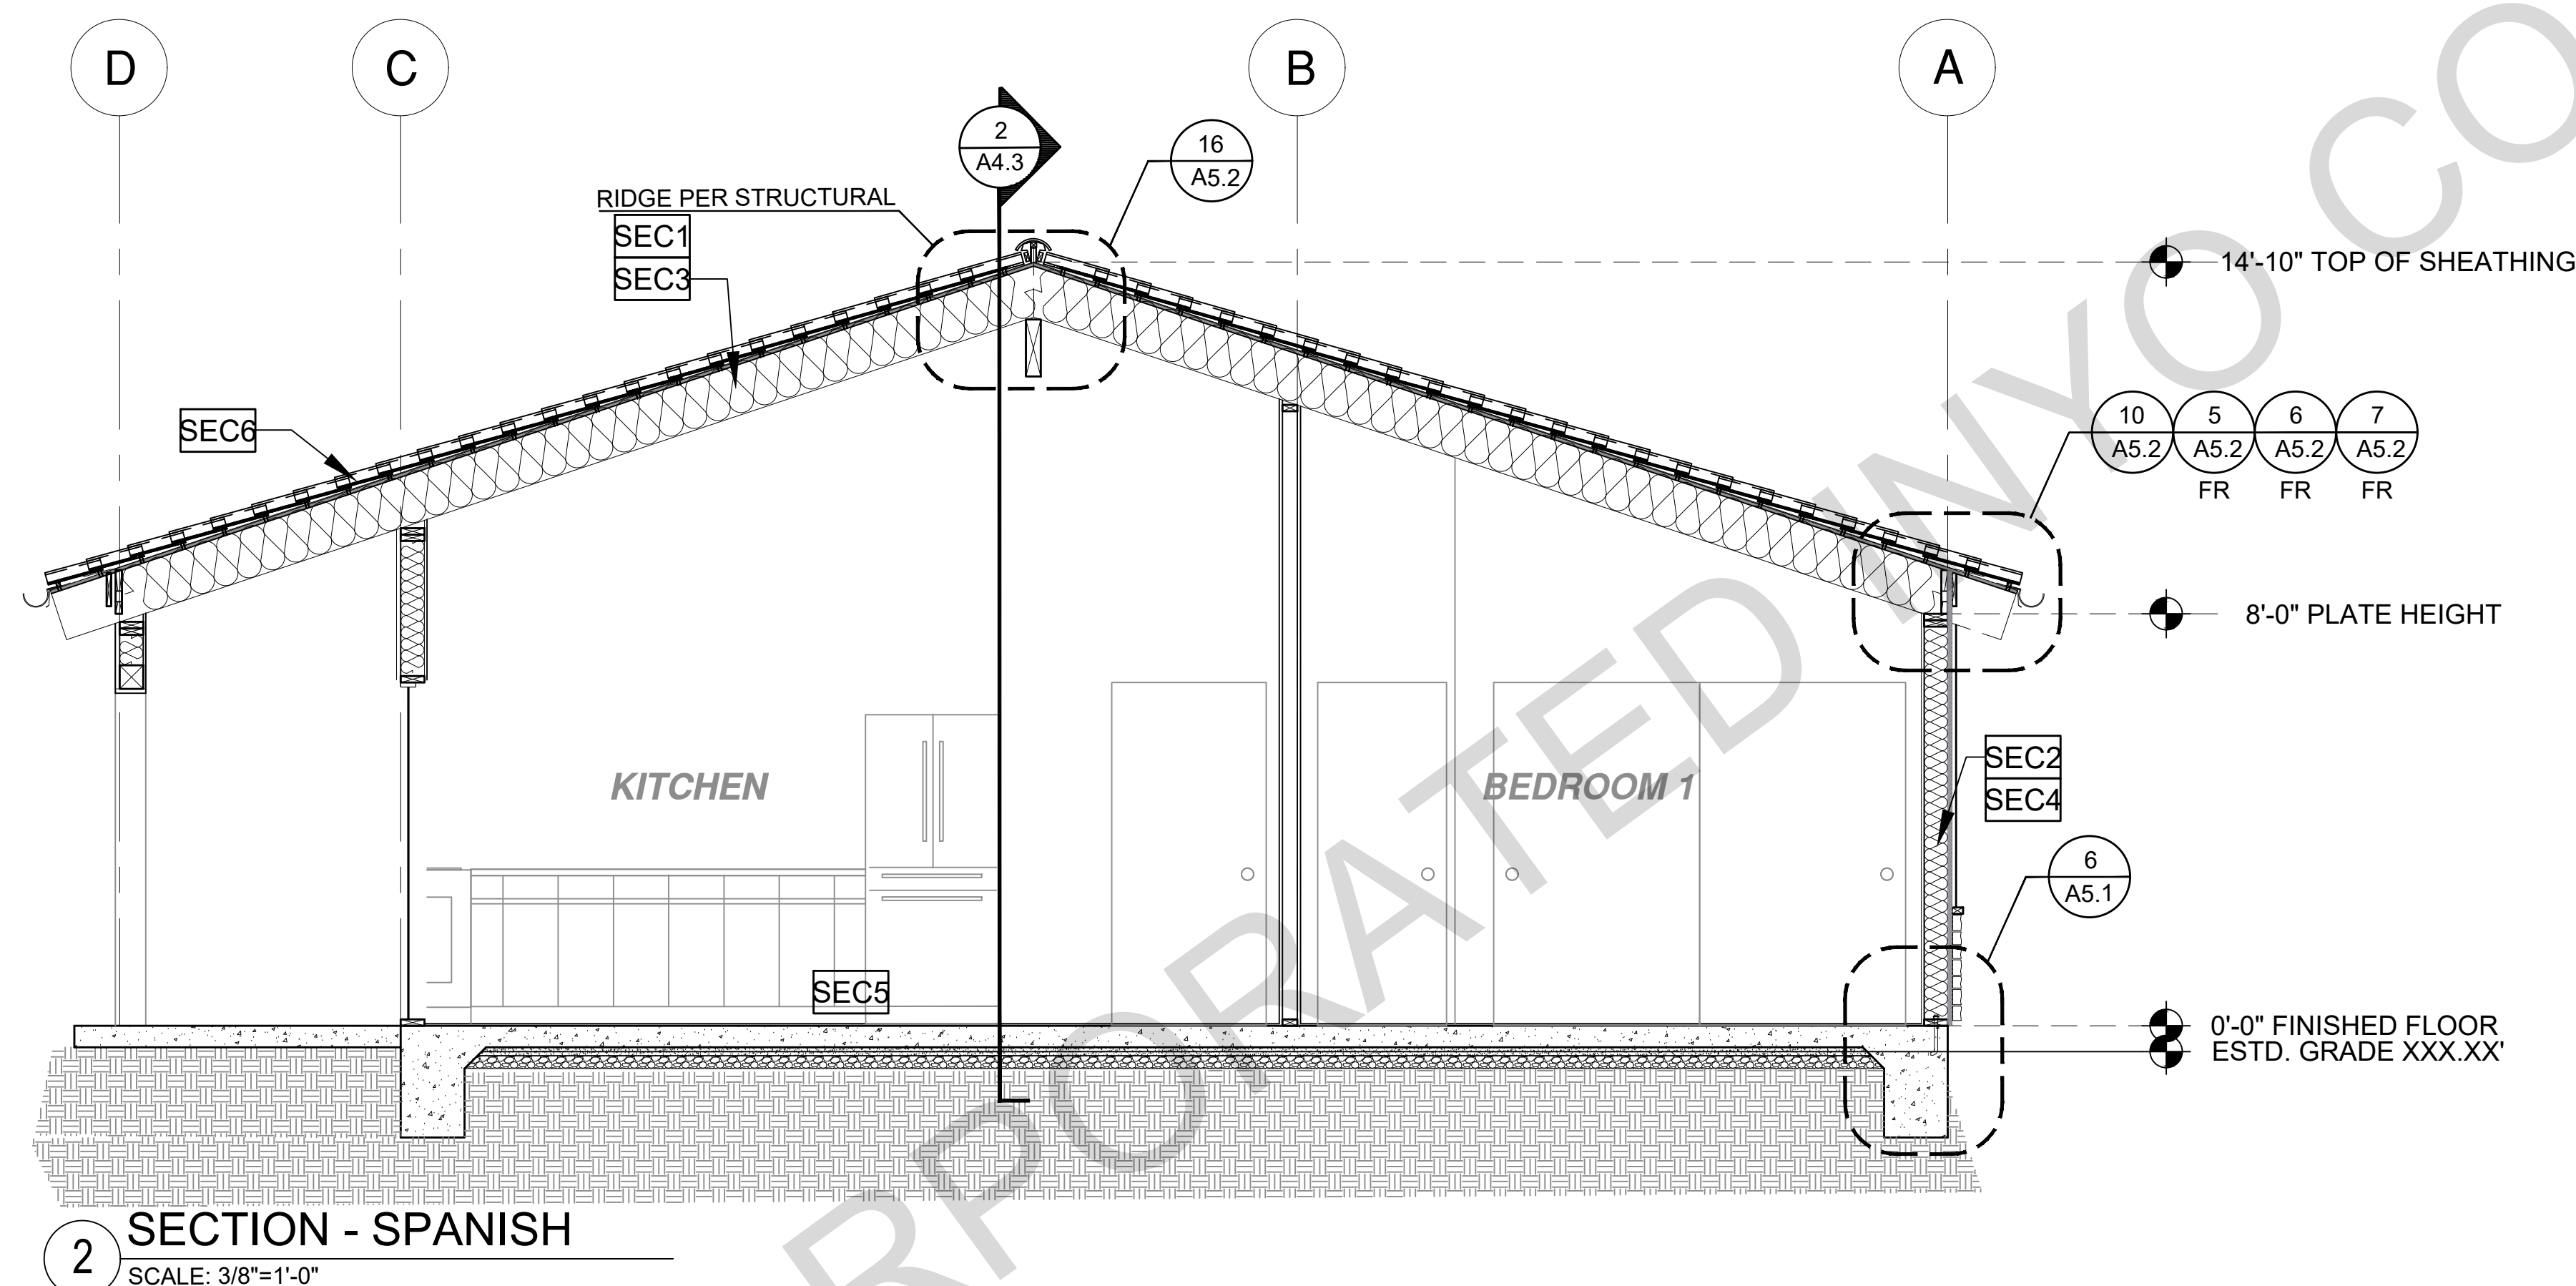 D
C
B
A
2
A4.3
16
A5.2
RIDGE PER STRUCTURAL
SEC1
SEC3
14'-10" TOP OF SHEATHING
SEC6
10
A5.2
5
A5.2
FR
6
A5.2
FR
7
A5.2
FR
8'-0" PLATE HEIGHT
KITCHEN
BEDROOM 1
SEC2
SEC4
6
A5.1
SEC5
0'-0" FINISHED FLOOR
ESTD. GRADE XXX.XX'
2
SECTION - SPANISH
SCALE: 3/8"=1'-0"
RPORATED INYO CO